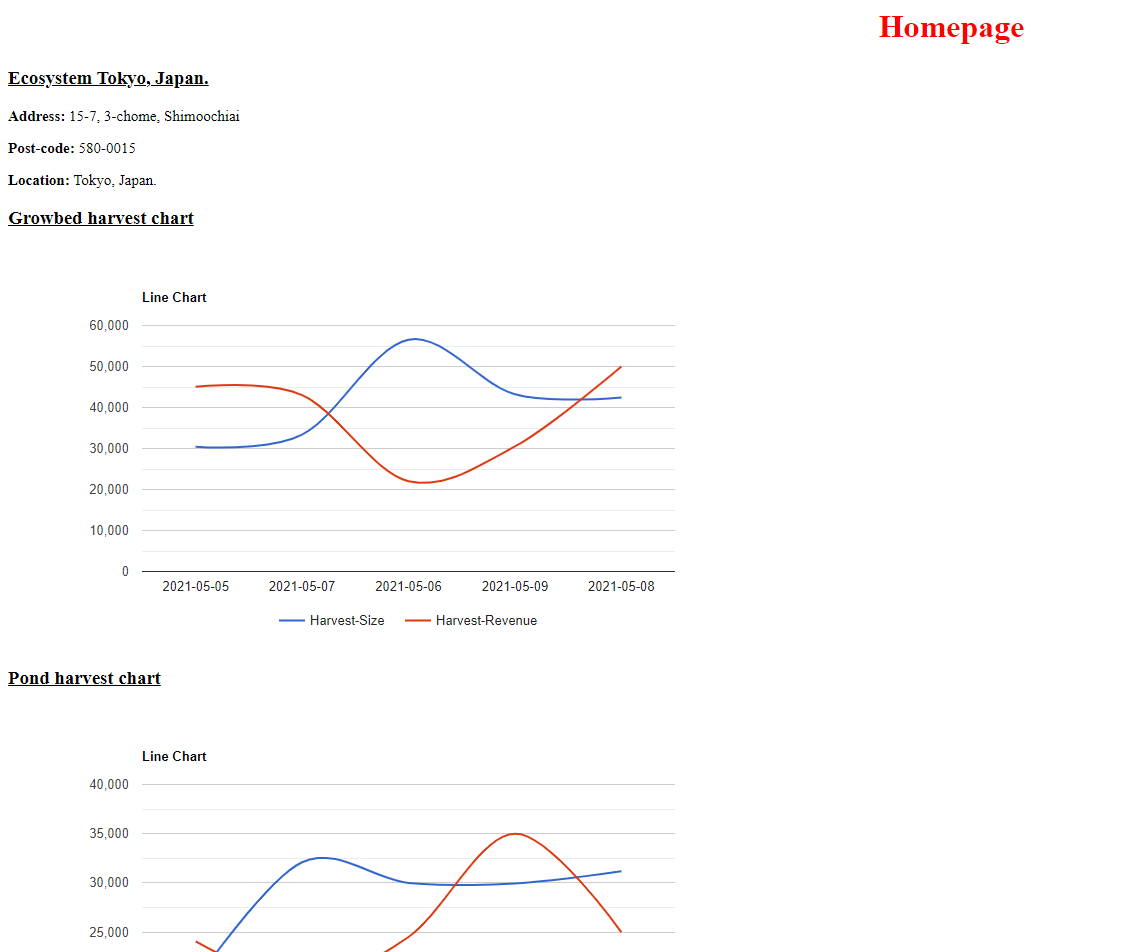 Homepage
Ecosystem Tokyo, Japan.
Address: 15-7, 3-chome, Shimoochiai
Post-code: 580-0015
Location: Tokyo, Japan.
Growbed harvest chart
Line Chart
60,000
50,000
40,000
30,000
20,000
10,000
0
2021-05-05 2021-05-07 2021-05-06 2021-05-09 2021-05-08
Harvest-Size Harvest-Revenue
Pond harvest chart
Line Chart
40,000
35,000
30,000
25,000